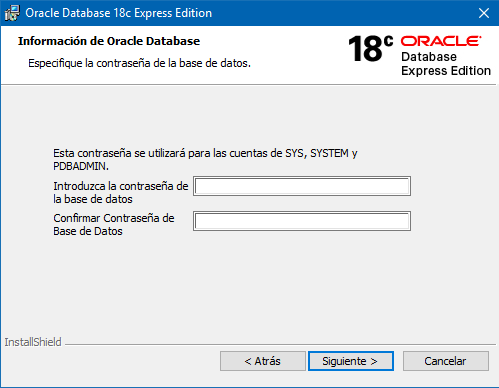 Oracle Database 18c Express Edition
Información de Oracle Database
Especifique la contraseña de la base de datos.
18c ORACLE
Database
Express Edition
Esta contraseña se utilizará para las cuentas de SYS, SYSTEM y
PDBADMIN.
Introduzca la contraseña de
la base de datos
Confirmar Contraseña de
Base de Datos
InstallShield
< Atrás
Siguiente >
Cancelar